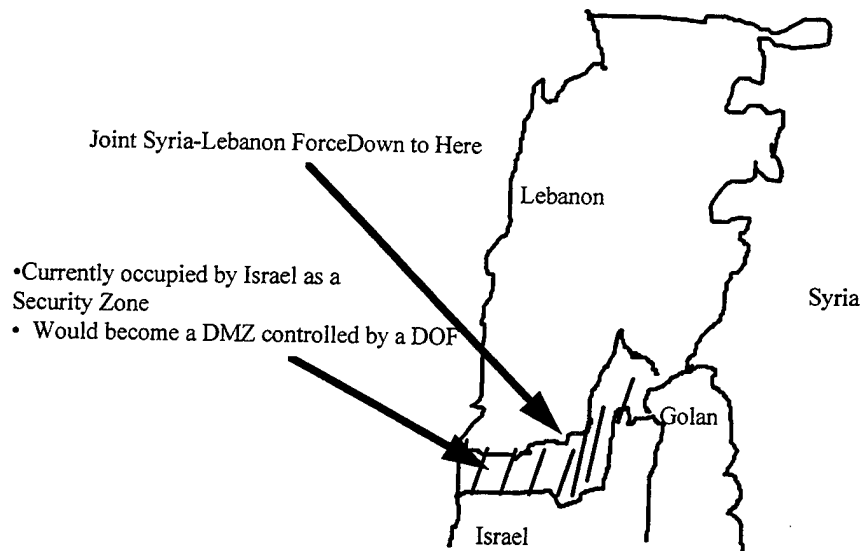 Joint Syria-Lebanon ForceDown to Here
Lebanon
•Currently occupied by Israel as a
Security Zone
• Would become a DMZ controlled by a DOF
Syria
Golan
Israel